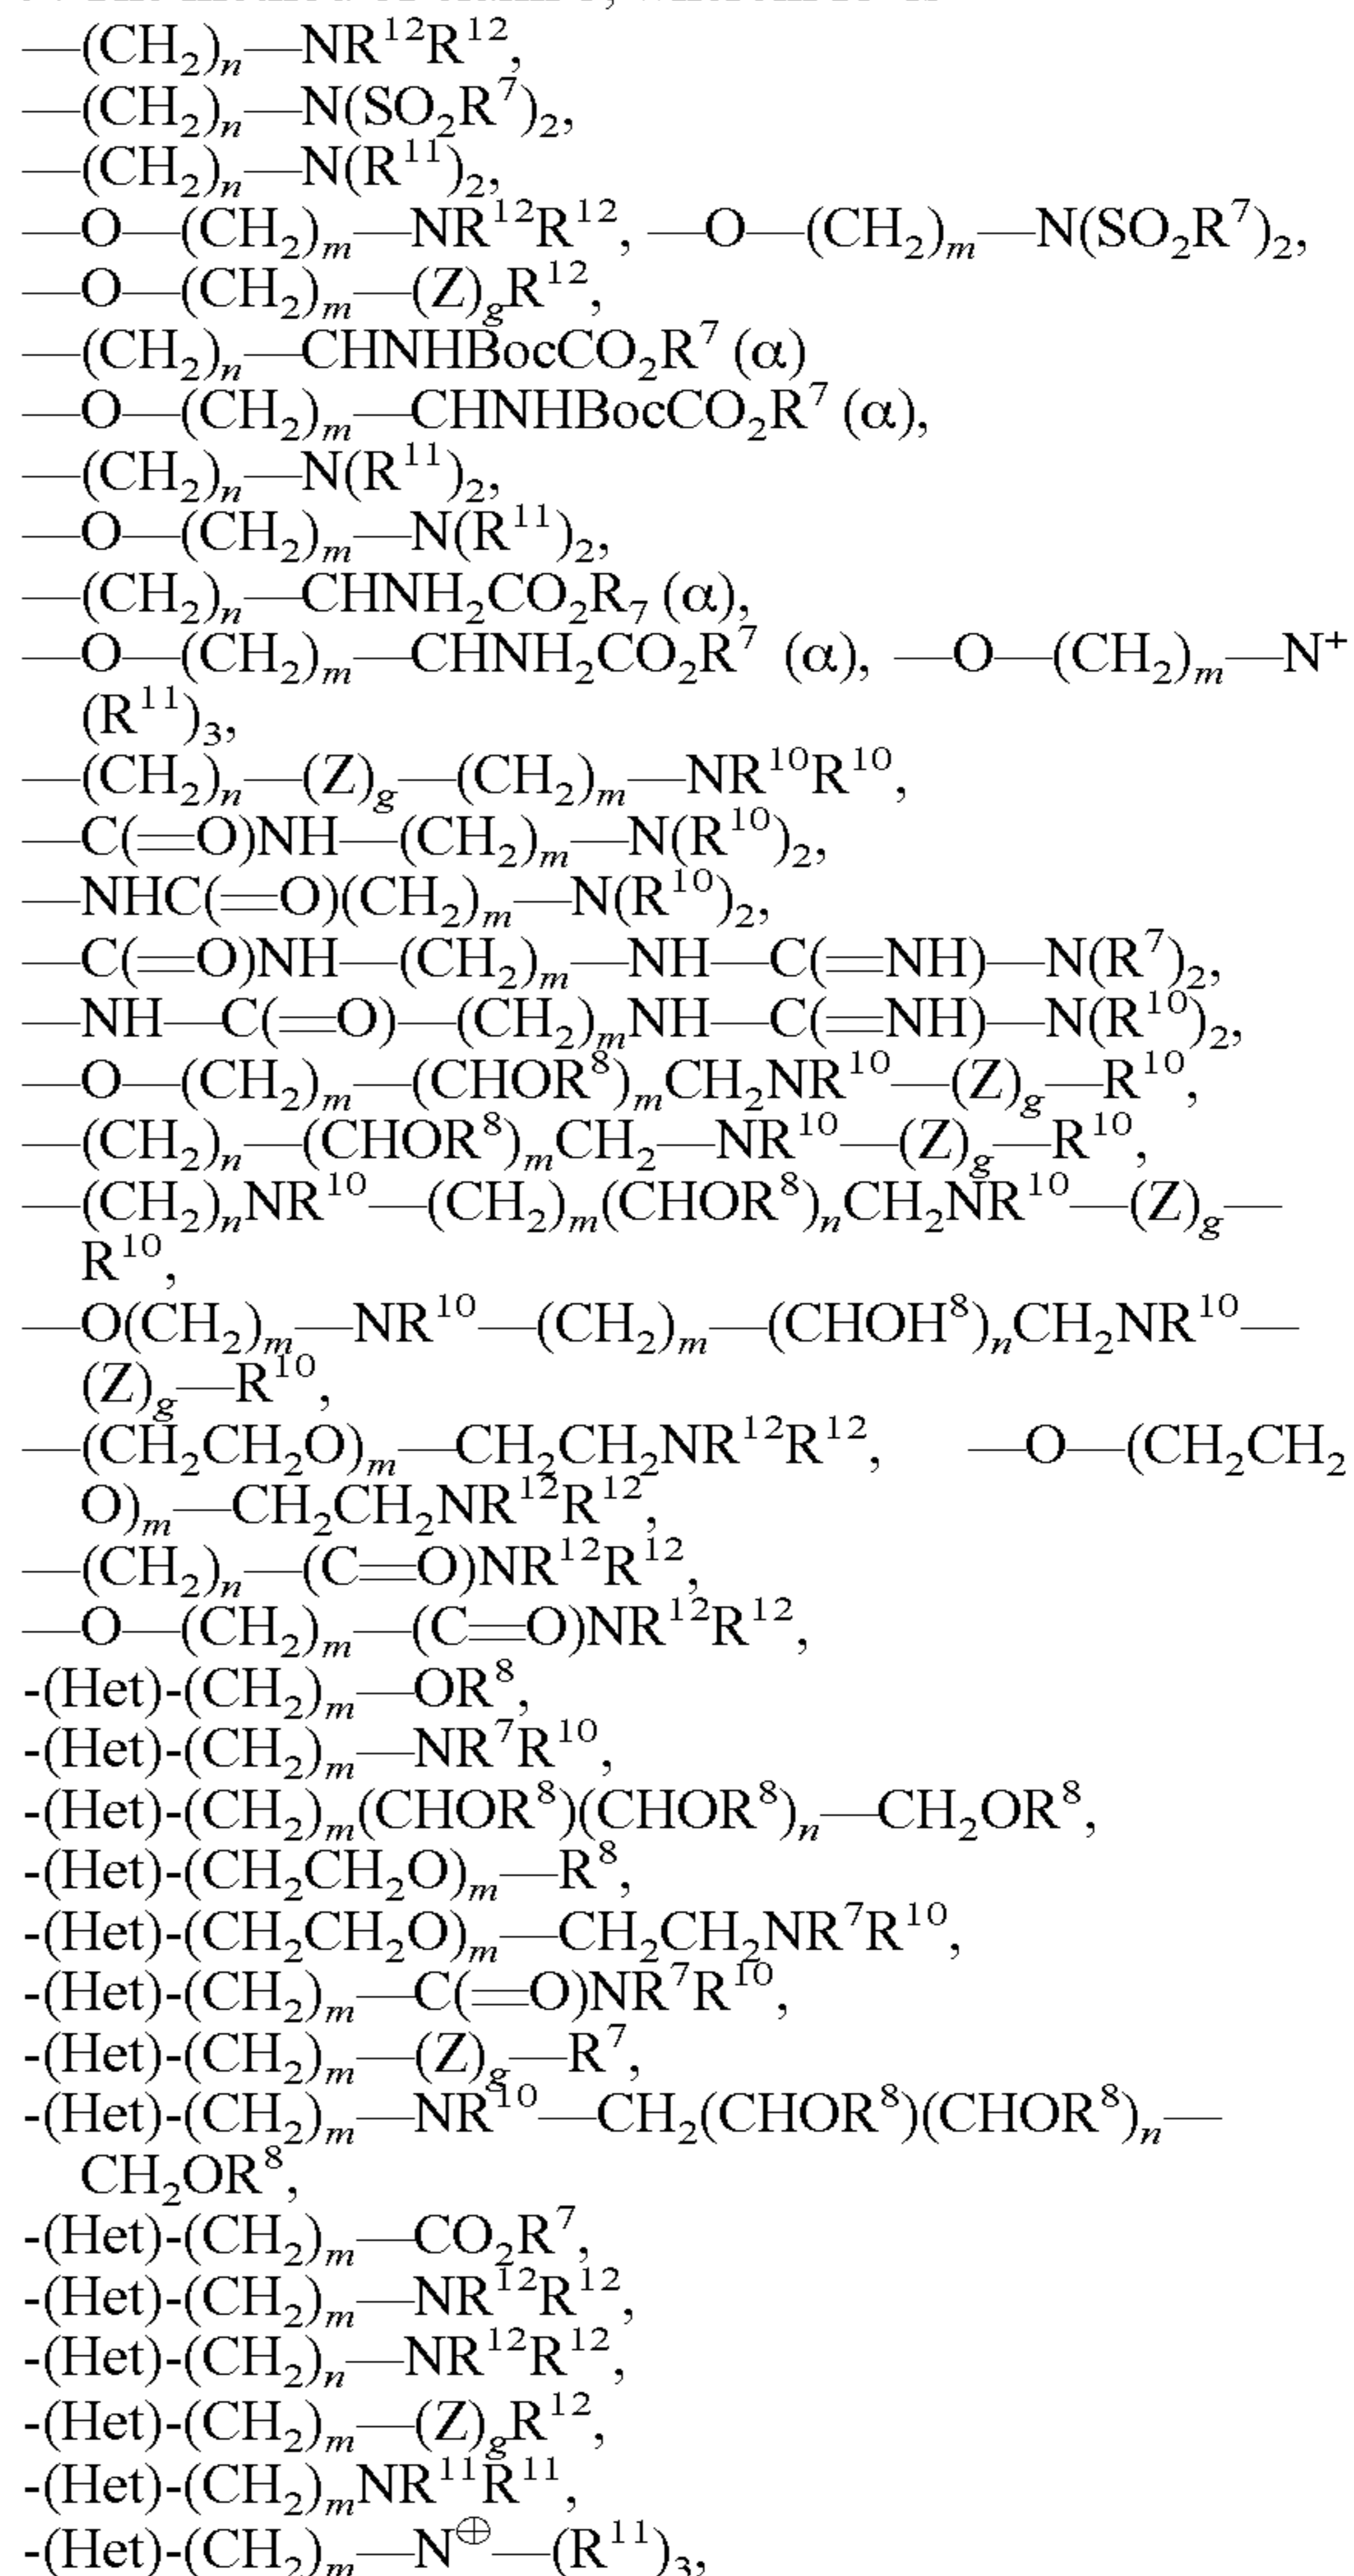 —(CH₂)ₙ—NR¹²R¹²,
—(CH₂)ₙ—N(SO₂R⁷)₂,
—(CH₂)ₙ—N(R¹¹)₂,
—O—(CH₂)ₘ—NR¹²R¹², —O—(CH₂)ₘ—N(SO₂R⁷)₂,
—O—(CH₂)ₘ—(Z)gR¹²,
—(CH₂)ₙ—CHNHBocCO₂R⁷ (α)
—O—(CH₂)ₘ—CHNHBocCO₂R⁷ (α),
—(CH₂)ₙ—N(R¹¹)₂,
—O—(CH₂)ₘ—N(R¹¹)₂,
—(CH₂)ₙ—CHNH₂CO₂R₇ (α),
—O—(CH₂)ₘ—CHNH₂CO₂R⁷ (α), —O—(CH₂)ₘ—N⁺
(R¹¹)₃,
—(CH₂)ₙ—(Z)g—(CH₂)ₘ—NR¹⁰R¹⁰,
—C(═O)NH—(CH₂)ₘ—N(R¹⁰)₂,
—NHC(═O)(CH₂)ₘ—N(R¹⁰)₂,
—C(═O)NH—(CH₂)ₘ—NH—C(═NH)—N(R⁷)₂,
—NH—C(═O)—(CH₂)ₘNH—C(═NH)—N(R¹⁰)₂,
—O—(CH₂)ₘ—(CHOR⁸)ₘCH₂NR¹⁰—(Z)g—R¹⁰,
—(CH₂)ₙ—(CHOR⁸)ₘCH₂—NR¹⁰—(Z)g—R¹⁰,
—(CH₂)ₙNR¹⁰—(CH₂)ₘ(CHOR⁸)ₙCH₂NR¹⁰—(Z)g—
R¹⁰,
—O(CH₂)ₘ—NR¹⁰—(CH₂)ₘ—(CHOH⁸)ₙCH₂NR¹⁰—
(Z)g—R¹⁰,
—(CH₂CH₂O)ₘ—CH₂CH₂NR¹²R¹², —O—(CH₂CH₂
O)ₘ—CH₂CH₂NR¹²R¹²,
—(CH₂)ₙ—(C═O)NR¹²R¹²,
—O—(CH₂)ₘ—(C═O)NR¹²R¹²,
-(Het)-(CH₂)ₘ—OR⁸,
-(Het)-(CH₂)ₘ—NR⁷R¹⁰,
-(Het)-(CH₂)ₘ(CHOR⁸)(CHOR⁸)ₙ—CH₂OR⁸,
-(Het)-(CH₂CH₂O)ₘ—R⁸,
-(Het)-(CH₂CH₂O)ₘ—CH₂CH₂NR⁷R¹⁰,
-(Het)-(CH₂)ₘ—C(═O)NR⁷R¹⁰,
-(Het)-(CH₂)ₘ—(Z)g—R⁷,
-(Het)-(CH₂)ₘ—NR¹⁰—CH₂(CHOR⁸)(CHOR⁸)ₙ—
CH₂OR⁸,
-(Het)-(CH₂)ₘ—CO₂R⁷,
-(Het)-(CH₂)ₘ—NR¹²R¹²,
-(Het)-(CH₂)ₙ—NR¹²R¹²,
-(Het)-(CH₂)ₘ—(Z)gR¹²,
-(Het)-(CH₂)ₘNR¹¹R¹¹,
-(Het)-(CH₂)ₘ—N⊕—(R¹¹)₃,